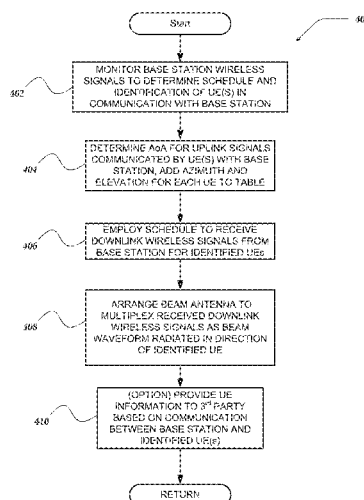 Start
40
MONITOR BASE STATION WIRELESS
SIGNALS TO DETERMINE SCHEDULE AND
IDENTIFICATION OF UE(S) IN
COMMUNICATION WITH BASE STATION
402
DETERMINE AoA FOR UPLINK SIGNALS
COMMUNICATED BY UE(S) WITH BASE
STATION, ADD AZIMUTH AND
ELEVATION FOR EACH UE TO TABLE
404
EMPLOY SCHEDULE TO RECEIVE
DOWNLINK WIRELESS SIGNALS FROM
BASE STATION FOR IDENTIFIED UEs
406
ARRANGE BEAM ANTENNA TO
MULTIPLEX RECEIVED DOWNLINK
WIRELESS SIGNALS AS BEAM
WAVEFORM RADIATED IN DIRECTION
OF IDENTIFIED UE
408
(OPTION) PROVIDE UE
INFORMATION TO 3rd PARTY
BASED ON COMMUNICATION
BETWEEN BASE STATION AND
IDENTIFIED UE(s)
410
RETURN